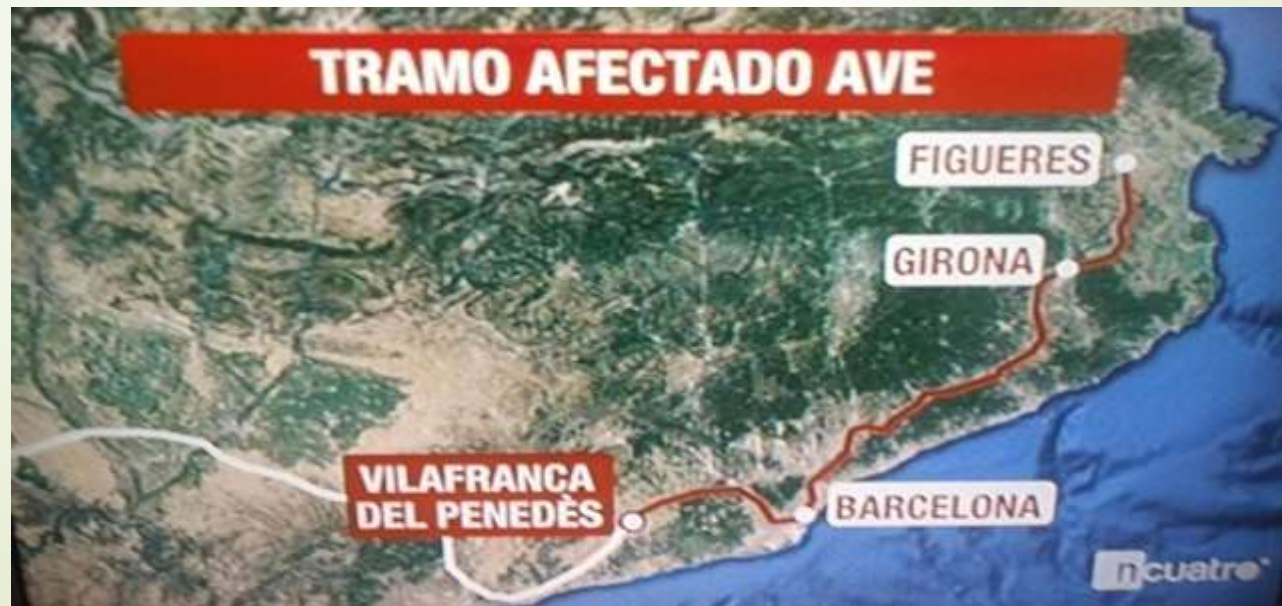 TRAMO AFECTADO AVE
FIGUERES
GIRONA
VILAFRANCA
DEL PENEDÈS
BARCELONA
ncuatro